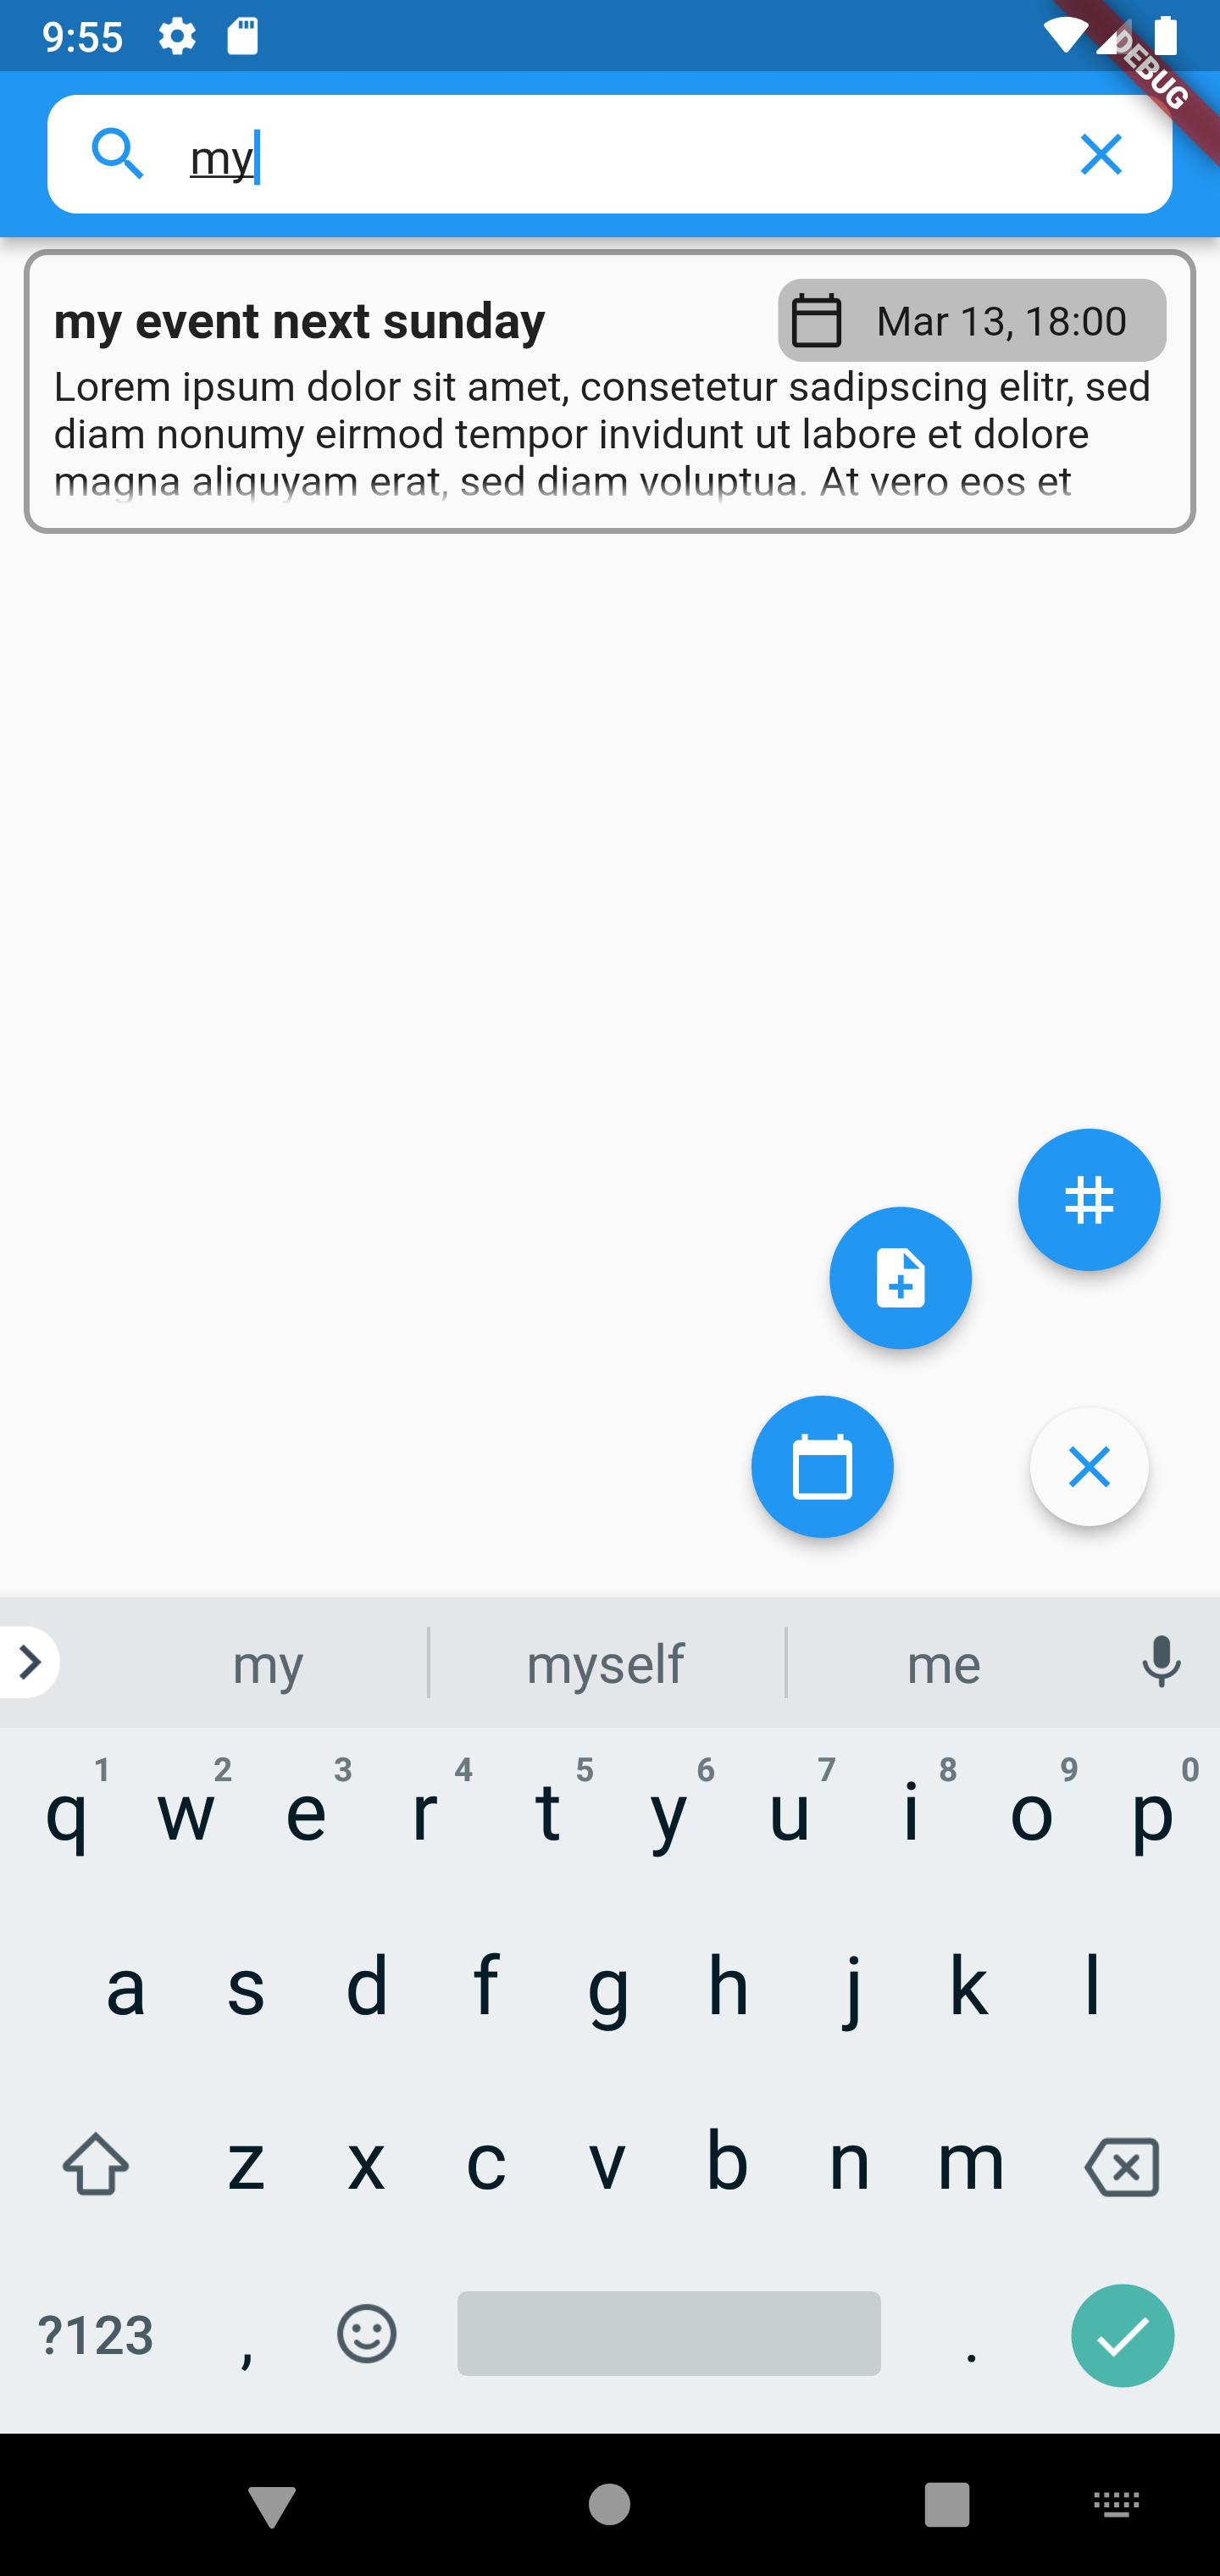 9:55
DEBUG
my
my event next sunday
Mar 13, 18:00
Lorem ipsum dolor sit amet, consetetur sadipscing elitr, sed
diam nonumy eirmod tempor invidunt ut labore et dolore
magna aliquyam erat, sed diam voluptua. At vero eos et
my myself me
1 2 3 4 5 6 7 8 9 0
q w e r t y u i o p
a s d f g h j k l
z x c v b n m
?123 , .